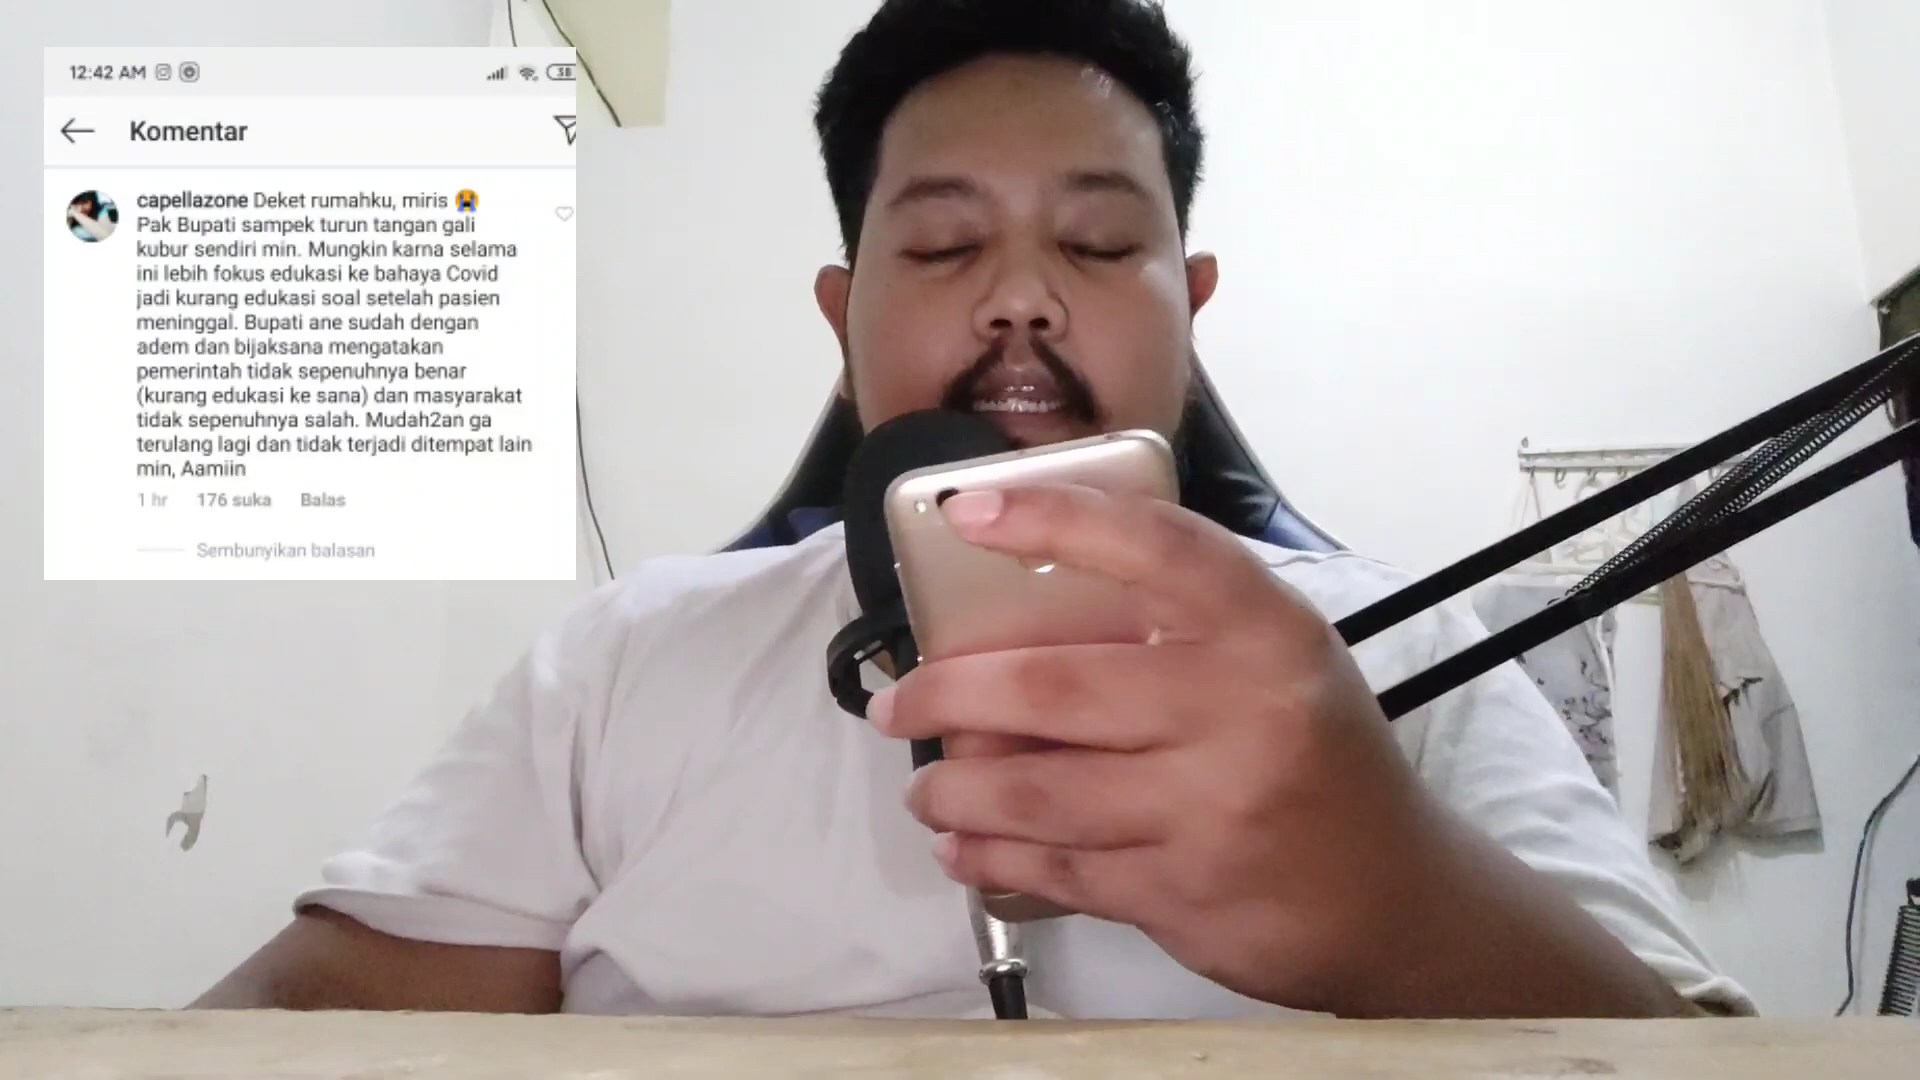 12:42 AM
38
Komentar
capellazone Deket rumahku, miris 😭
Pak Bupati sampek turun tangan gali
kubur sendiri min. Mungkin karna selama
ini lebih fokus edukasi ke bahaya Covid
jadi kurang edukasi soal setelah pasien
meninggal. Bupati ane sudah dengan
adem dan bijaksana mengatakan
pemerintah tidak sepenuhnya benar
(kurang edukasi ke sana) dan masyarakat
tidak sepenuhnya salah. Mudah2an ga
terulang lagi dan tidak terjadi ditempat lain
min, Aamiin
1 hr 176 suka Balas
Sembunyikan balasan